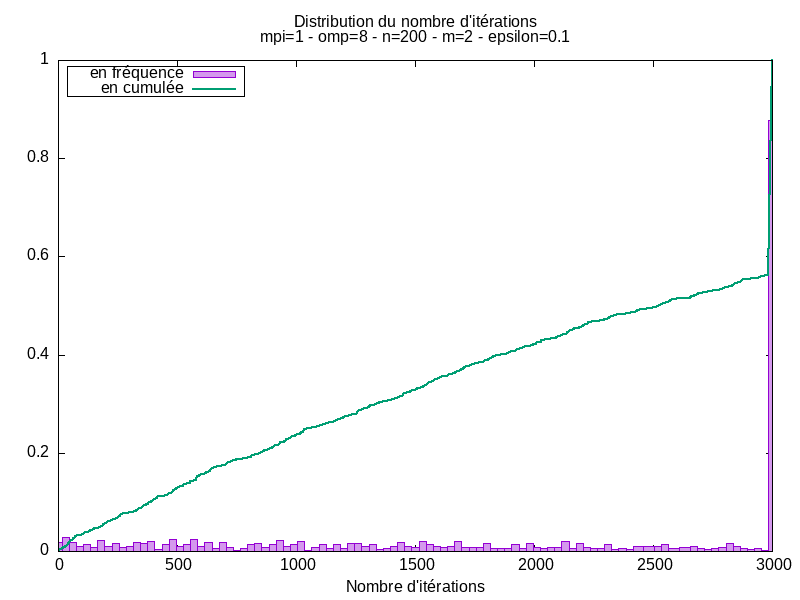 Distribution du nombre d'itérations
mpi=1 - omp=8 - n=200 - m=2 - epsilon=0.1
en fréquence
en cumulée
1
0.8
0.6
0.4
0.2
0
0 500 1000 1500 2000 2500 3000
Nombre d'itérations